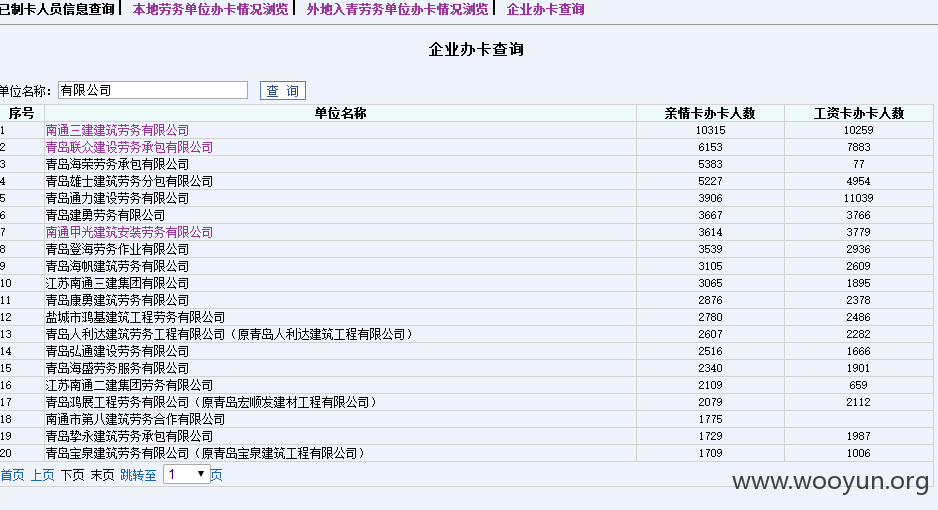 已制卡人员信息查询 | 本地劳务单位办卡情况浏览 | 外地入青劳务单位办卡情况浏览 | 企业办卡查询
企业办卡查询
单位名称: 有限公司 查 询
序号 单位名称 亲情卡办卡人数 工资卡办卡人数
1 南通三建建筑劳务有限公司 10315 10259
2 青岛联众建设劳务承包有限公司 6153 7883
3 青岛海荣劳务承包有限公司 5383 77
4 青岛雄士建筑劳务分包有限公司 5227 4954
5 青岛通力建设劳务有限公司 3906 11039
6 青岛建勇劳务有限公司 3667 3766
7 南通甲光建筑安装劳务有限公司 3614 3779
8 青岛登海劳务作业有限公司 3539 2936
9 青岛海帆建筑劳务有限公司 3105 2609
10 江苏南通三建集团有限公司 3065 1895
11 青岛康勇建筑劳务有限公司 2876 2378
12 盐城市鸿基建筑工程劳务有限公司 2780 2486
13 青岛人利达建筑劳务工程有限公司（原青岛人利达建筑工程有限公司） 2607 2282
14 青岛弘通建设劳务有限公司 2516 1666
15 青岛海盛劳务服务有限公司 2340 1901
16 江苏南通二建集团劳务有限公司 2109 659
17 青岛鸿展工程劳务有限公司（原青岛宏顺发建材工程有限公司） 2079 2112
18 南通市第八建筑劳务合作有限公司 1775
19 青岛挚永建筑劳务承包有限公司 1729 1987
20 青岛宝泉建筑劳务有限公司（原青岛宝泉建筑工程有限公司） 1709 1006
首页 上页 下页 末页 跳转至 1 页
www.wooyun.org